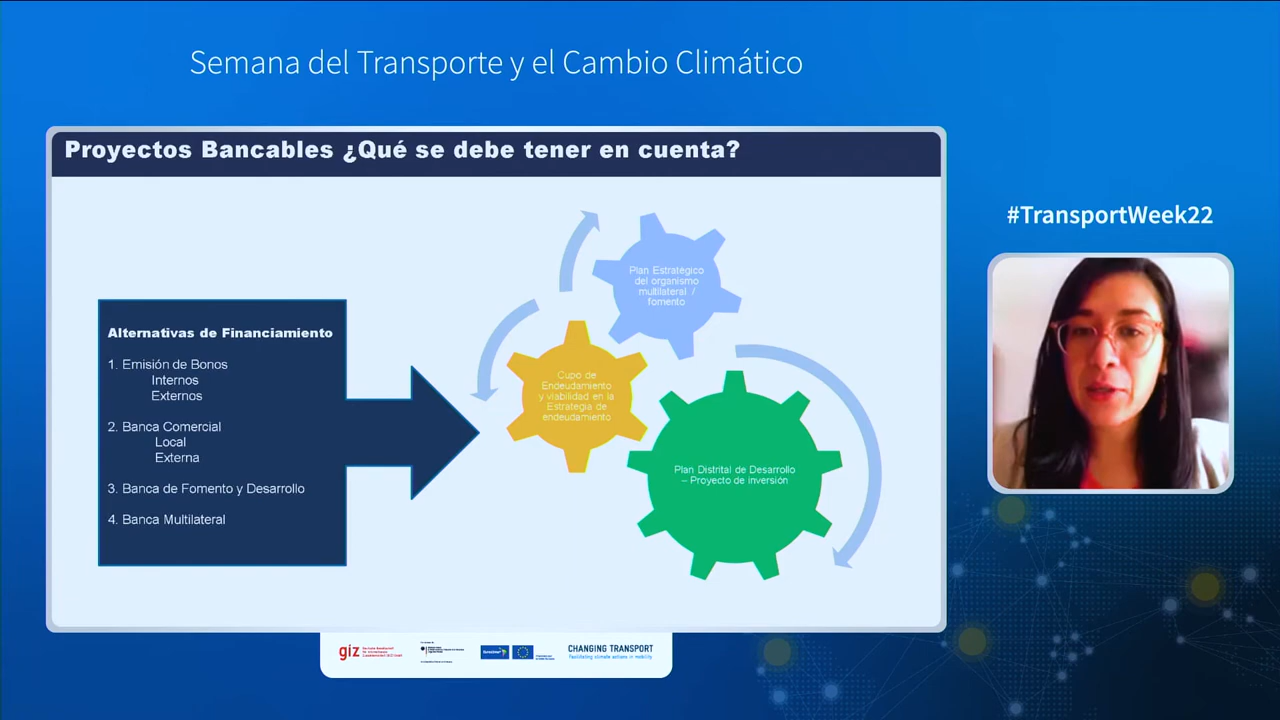 Semana del Transporte y el Cambio Climático
Proyectos Bancables ¿Qué se debe tener en cuenta?
#TransportWeek22
Alternativas de Financiamiento
1. Emisión de Bonos
Internos
Externos
2. Banca Comercial
Local
Externa
3. Banca de Fomento y Desarrollo
4. Banca Multilateral
Plan Estratégico
del organismo
multilateral /
fomento
Cupo de
Endeudamiento
y viabilidad en la
Estrategia de
endeudamiento
Plan Distrital de Desarrollo
– Proyecto de inversión
giz
CHANGING TRANSPORT
Facilitating climate actions in mobility